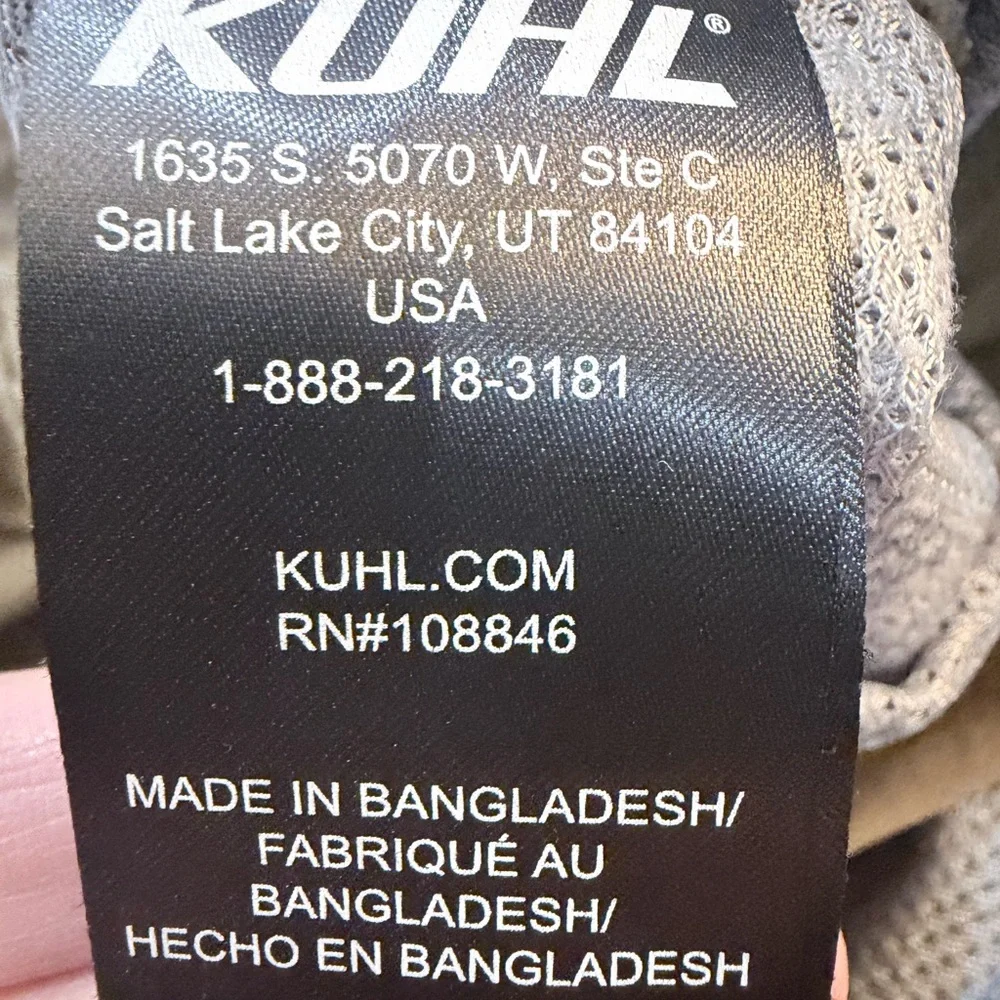 KUHL®
1635 S. 5070 W, Ste C
Salt Lake City, UT 84104
USA
1-888-218-3181
KUHL.COM
RN#108846
MADE IN BANGLADESH/
FABRIQUÉ AU
BANGLADESH/
HECHO EN BANGLADESH